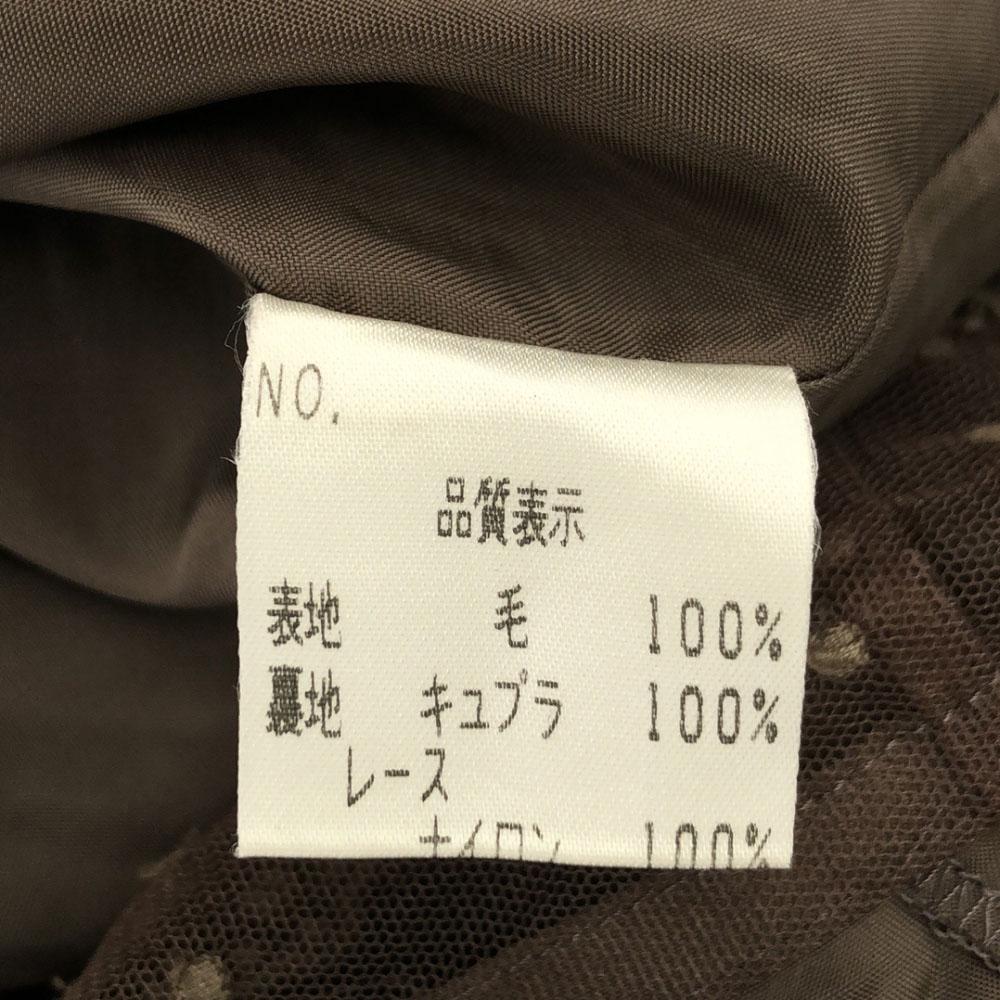 NO.
品質表示
表地 毛 100%
裏地 キュプラ 100%
レース
ナイロン 100%